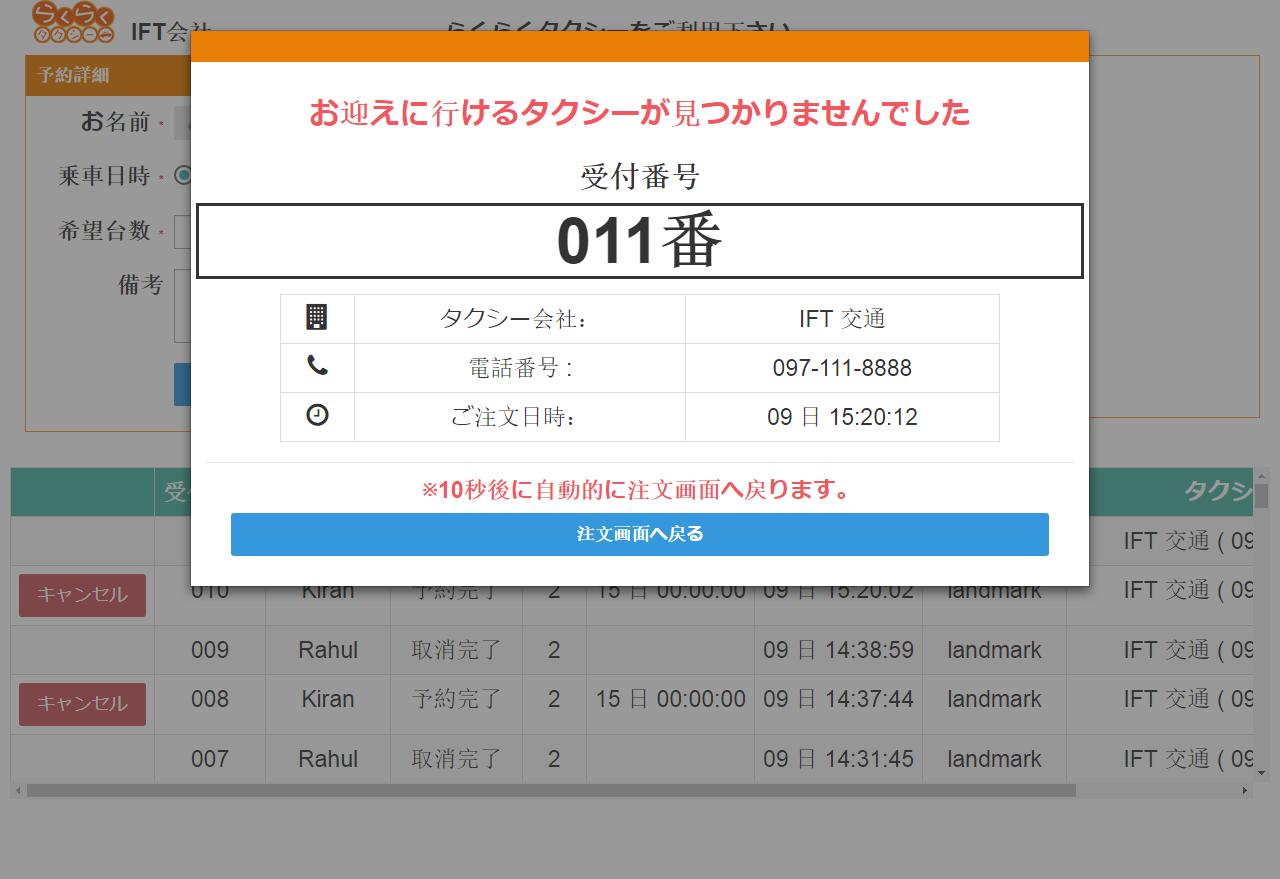 らくらく
タクシー
IFT会社
らくらくタクシーをご利用下さい
予約詳細
お名前 *
乗車日時 *
希望台数 *
備考
お迎えに行けるタクシーが見つかりませんでした
受付番号
011番
タクシー会社: IFT 交通
電話番号 : 097-111-8888
ご注文日時: 09 日 15:20:12
※10秒後に自動的に注文画面へ戻ります。
注文画面へ戻る
受 タクシ
IFT 交通 ( 09
キャンセル 010 Kiran 予約完了 2 15 日 00:00:00 09 日 15:20:02 landmark IFT 交通 ( 09
009 Rahul 取消完了 2 09 日 14:38:59 landmark IFT 交通 ( 09
キャンセル 008 Kiran 予約完了 2 15 日 00:00:00 09 日 14:37:44 landmark IFT 交通 ( 09
007 Rahul 取消完了 2 09 日 14:31:45 landmark IFT 交通 ( 09